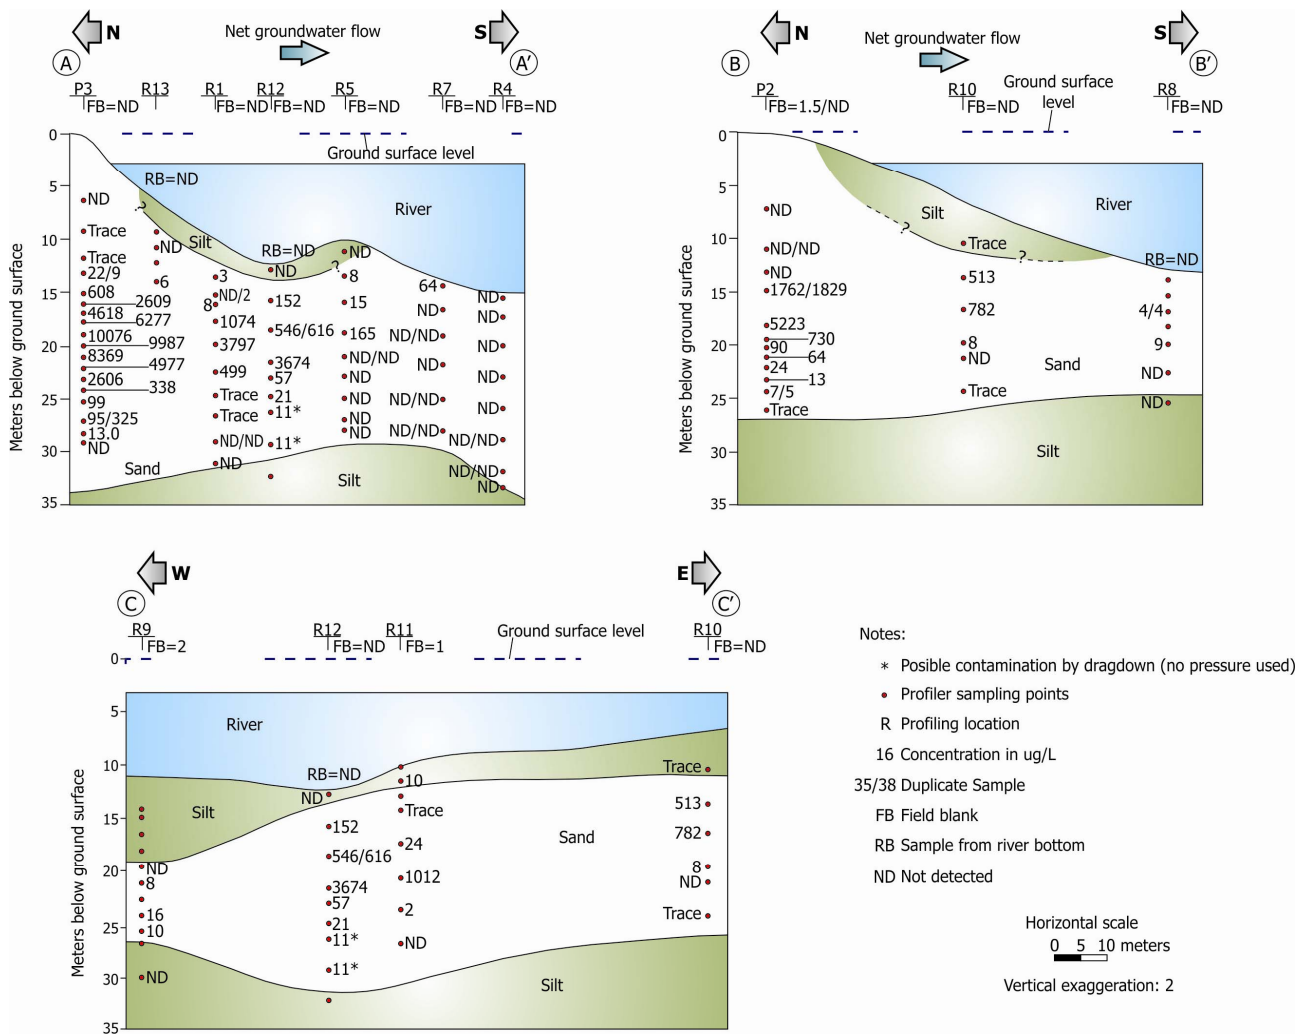 N
Net groundwater flow
S
A
A′
P3
FB=ND
R13
R1
FB=ND
R12
FB=ND
R5
FB=ND
R7
FB=ND
R4
FB=ND
Ground surface level
Meters below ground surface
0
5
10
15
20
25
30
35
RB=ND
River
Silt
?
RB=ND
?
Sand
Silt
ND
Trace
Trace
22/9
608
2609
4618
6277
10076
9987
8369
4977
2606
338
99
95/325
13.0
ND
ND
6
3
ND/2
8
1074
3797
499
Trace
Trace
ND/ND
ND
ND
152
546/616
3674
57
21
11*
11*
ND
8
15
165
ND/ND
ND
ND
ND
ND
64
ND
ND/ND
ND
ND/ND
ND/ND
ND
ND
ND
ND
ND
ND/ND
ND/ND
ND
N
Net groundwater flow
S
B
B′
P2
FB=1.5/ND
R10
FB=ND
R8
FB=ND
Ground surface
level
Meters below ground surface
0
5
10
15
20
25
30
35
Silt
?
?
River
RB=ND
Sand
Silt
ND
ND/ND
ND
1762/1829
5223
730
90
64
24
13
7/5
Trace
Trace
513
782
8
ND
Trace
4/4
9
ND
ND
W
E
C
C′
R9
FB=2
R12
FB=ND
R11
FB=1
Ground surface level
R10
FB=ND
Meters below ground surface
0
5
10
15
20
25
30
35
River
RB=ND
Silt
Sand
Silt
ND
8
16
10
ND
ND
152
546/616
3674
57
21
11*
11*
10
Trace
24
1012
2
ND
Trace
513
782
8
ND
Trace
Notes:
* Posible contamination by dragdown (no pressure used)
Profiler sampling points
R Profiling location
16 Concentration in ug/L
35/38 Duplicate Sample
FB Field blank
RB Sample from river bottom
ND Not detected
Horizontal scale
0 5 10 meters
Vertical exaggeration: 2